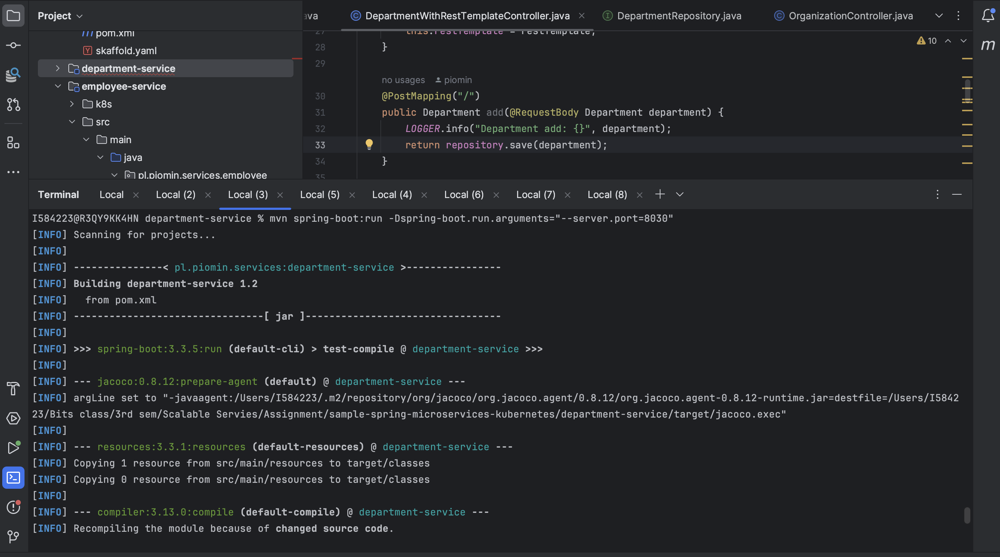 Project
pom.xml
skaffold.yaml
department-service
employee-service
k8s
src
main
java
pl.piomin.services.employee
ava
DepartmentWithRestTemplateController.java
DepartmentRepository.java
OrganizationController.java
10
27 this.restTemplate = restTemplate;
28 }
29
no usages piomin
30 @PostMapping("/")
31 public Department add(@RequestBody Department department) {
32 LOGGER.info("Department add: {}", department);
33 return repository.save(department);
34 }
35
m
Terminal Local Local (2) Local (3) Local (5) Local (4) Local (6) Local (7) Local (8)
I584223@R3QY9KK4HN department-service % mvn spring-boot:run -Dspring-boot.run.arguments="--server.port=8030"
[INFO] Scanning for projects...
[INFO]
[INFO] ---------------< pl.piomin.services:department-service >----------------
[INFO] Building department-service 1.2
[INFO]   from pom.xml
[INFO] --------------------------------[ jar ]---------------------------------
[INFO]
[INFO] >>> spring-boot:3.3.5:run (default-cli) > test-compile @ department-service >>>
[INFO]
[INFO] --- jacoco:0.8.12:prepare-agent (default) @ department-service ---
[INFO] argLine set to "-javaagent:/Users/I584223/.m2/repository/org/jacoco/org.jacoco.agent/0.8.12/org.jacoco.agent-0.8.12-runtime.jar=destfile=/Users/I5842
23/Bits class/3rd sem/Scalable Servies/Assignment/sample-spring-microservices-kubernetes/department-service/target/jacoco.exec"
[INFO]
[INFO] --- resources:3.3.1:resources (default-resources) @ department-service ---
[INFO] Copying 1 resource from src/main/resources to target/classes
[INFO] Copying 0 resource from src/main/resources to target/classes
[INFO]
[INFO] --- compiler:3.13.0:compile (default-compile) @ department-service ---
[INFO] Recompiling the module because of changed source code.